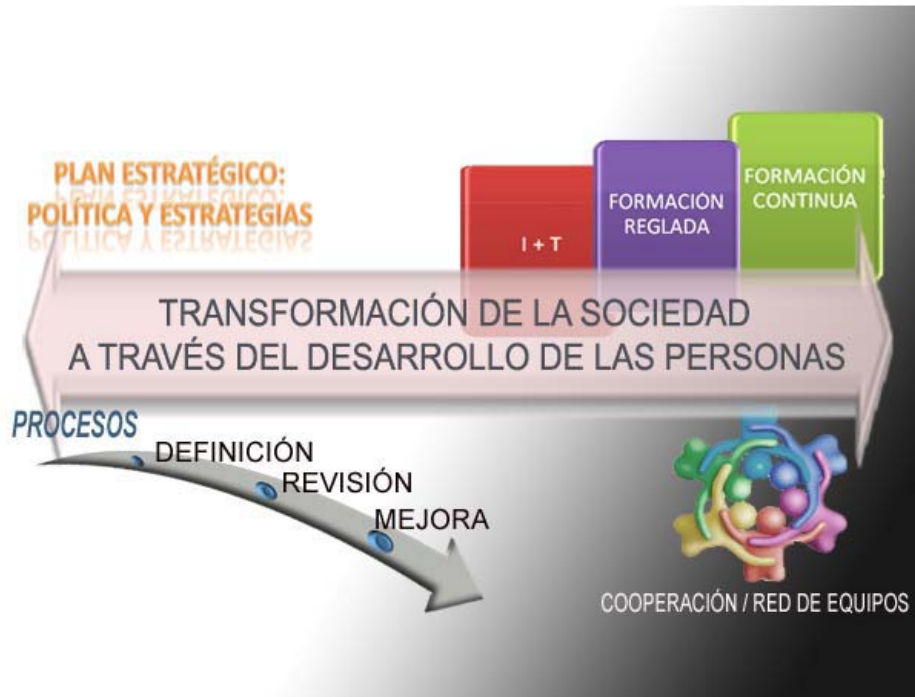 PLAN ESTRATÉGICO:
POLÍTICA Y ESTRATEGIAS
I + T
FORMACIÓN
REGLADA
FORMACIÓN
CONTINUA
TRANSFORMACIÓN DE LA SOCIEDAD
A TRAVÉS DEL DESARROLLO DE LAS PERSONAS
PROCESOS
DEFINICIÓN
REVISIÓN
MEJORA
COOPERACIÓN / RED DE EQUIPOS